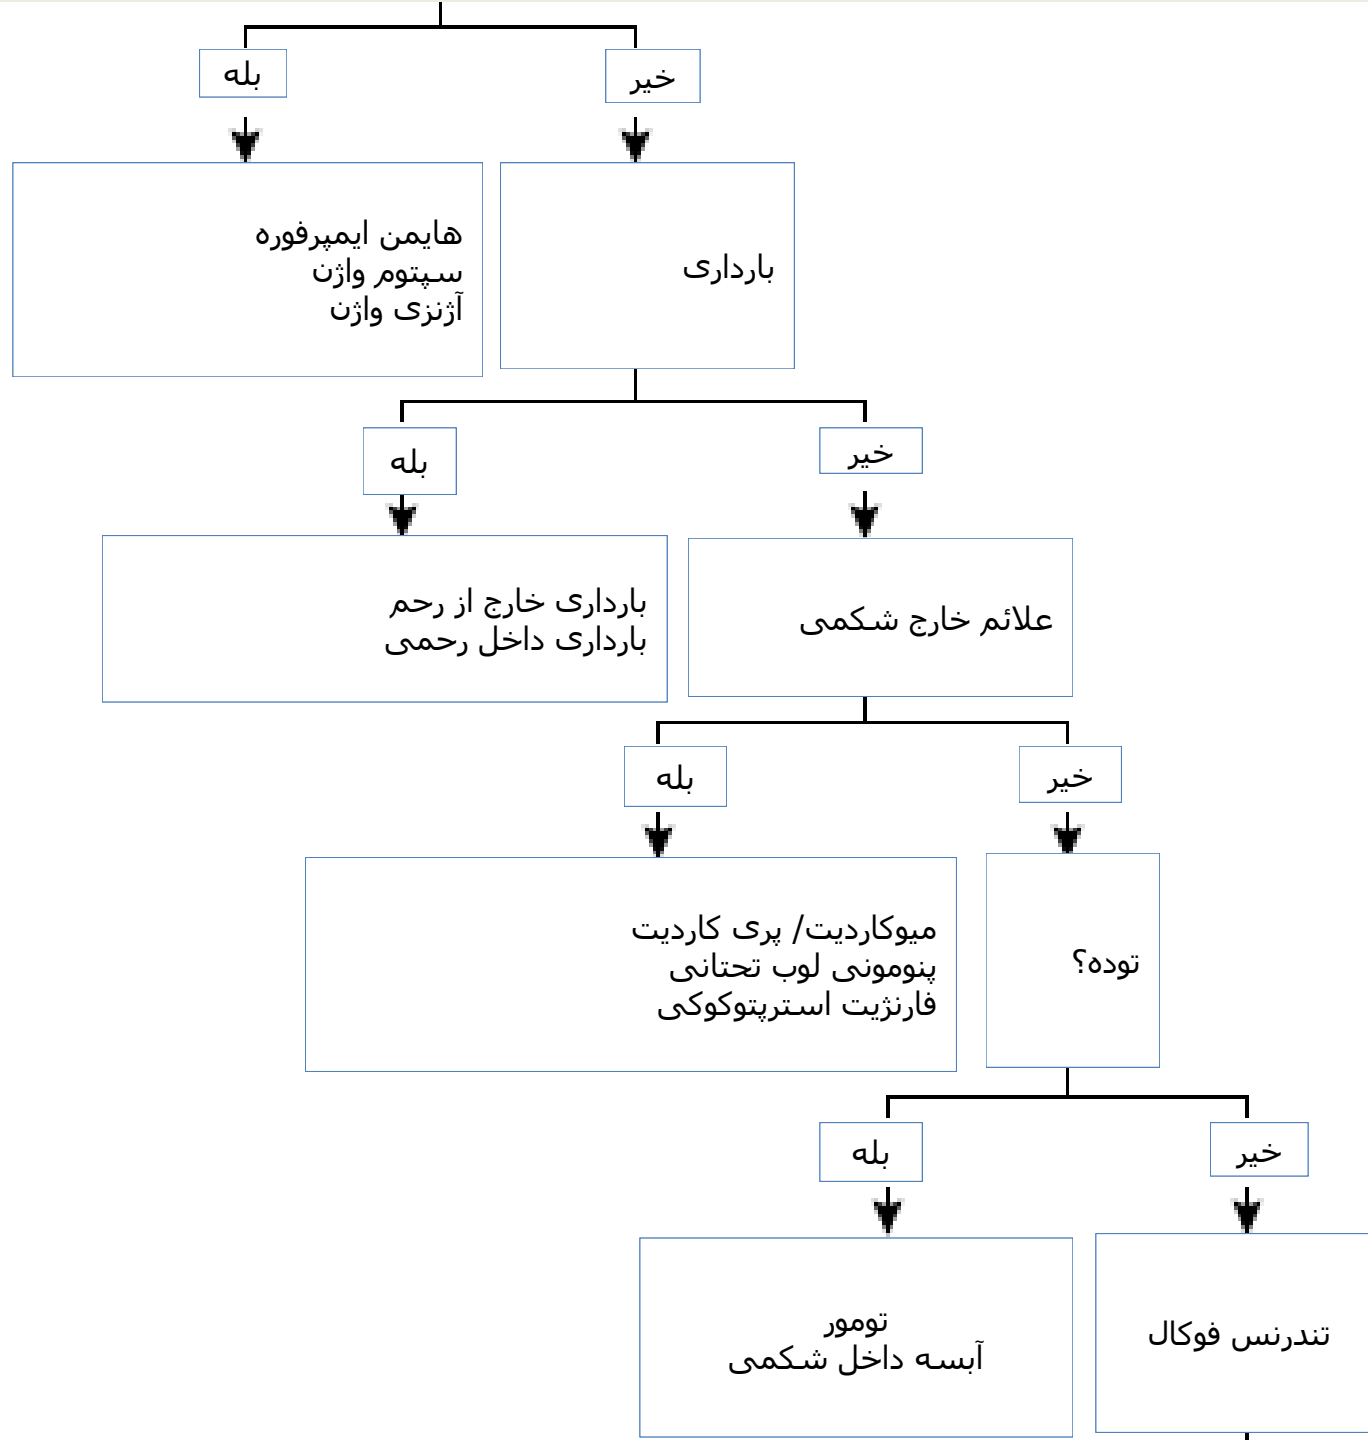 خیر
بله
بارداری
هایمن ایمپرفوره
سپتوم واژن
آژنزی واژن
خیر
بله
علائم خارج شکمی
بارداری خارج از رحم
بارداری داخل رحمی
خیر
بله
توده؟
میوکاردیت/ پری کاردیت
پنومونی لوب تحتانی
فارنژیت استرپتوکوکی
خیر
بله
تندرنس فوکال
تومور
آبسه داخل شکمی